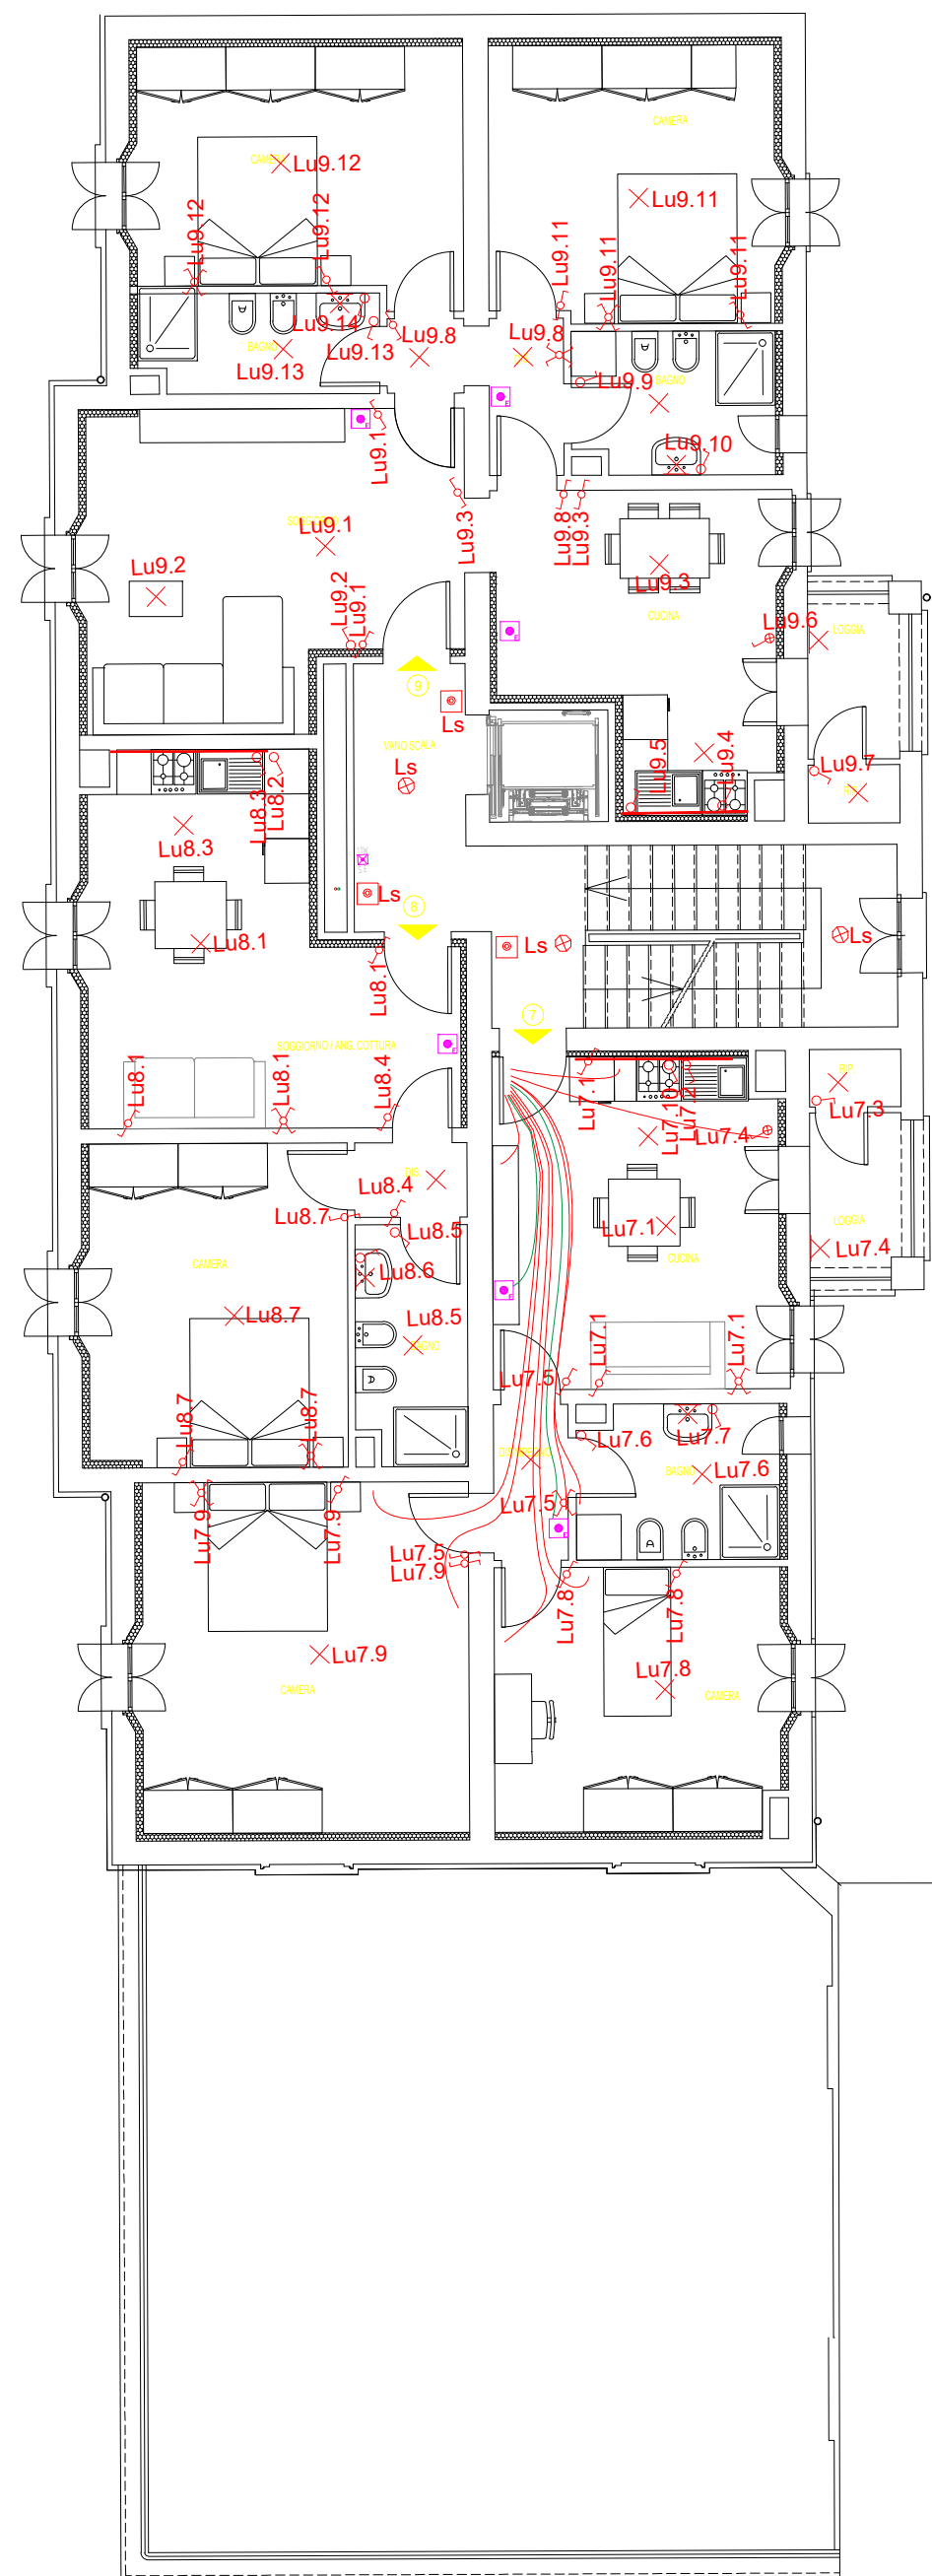 CAMERA
CAMERA
Lu9.12
Lu9.11
Lu9.12
Lu9.12
Lu9.11
Lu9.11
Lu9.11
Lu9.14
BAGNO
Lu9.13
Lu9.13
Lu9.8
Lu9.8
Lu9.9
BAGNO
Lu9.10
Lu9.1
SOGGIORNO
Lu9.1
Lu9.3
Lu9.8
Lu9.3
Lu9.2
Lu9.3
Lu9.2
Lu9.1
CUCINA
Lu9.6
LOGGIA
9
Ls
VANO SCALA
Ls
Lu9.5
Lu9.4
Lu9.7
RIP
Lu8.3
Lu8.2
Lu8.3
Ls
8
Lu8.1
Ls
Ls
Lu8.1
7
SOGGIORNO / ANG. COTTURA
Lu8.1
Lu8.1
Lu8.4
Lu7.1
Lu7.10
Lu7.2
RIP
Lu7.3
Lu7.4
DIS
Lu8.4
Lu8.7
Lu8.5
Lu7.1
LOGGIA
Lu7.4
CAMERA
Lu8.6
CUCINA
Lu8.7
Lu8.5
BAGNO
Lu7.5
Lu7.1
Lu7.1
Lu8.7
Lu8.7
Lu7.6
Lu7.7
DISIMPEGNO
BAGNO
Lu7.6
Lu7.9
Lu7.9
Lu7.5
Lu7.5
Lu7.9
Lu7.8
Lu7.8
Lu7.9
Lu7.8
CAMERA
CAMERA